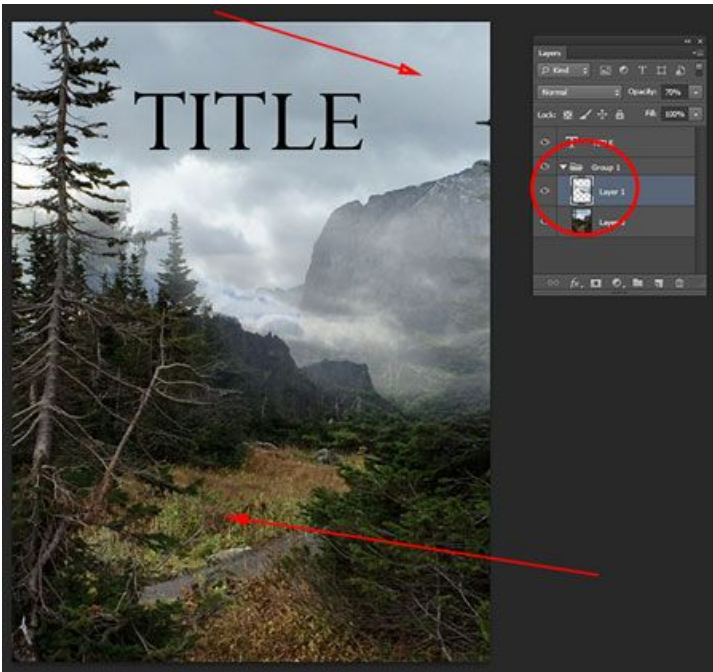 TITLE
Layers
Kind
Normal
Opacity: 70%
Lock:
Fill: 100%
Group 1
Layer 1